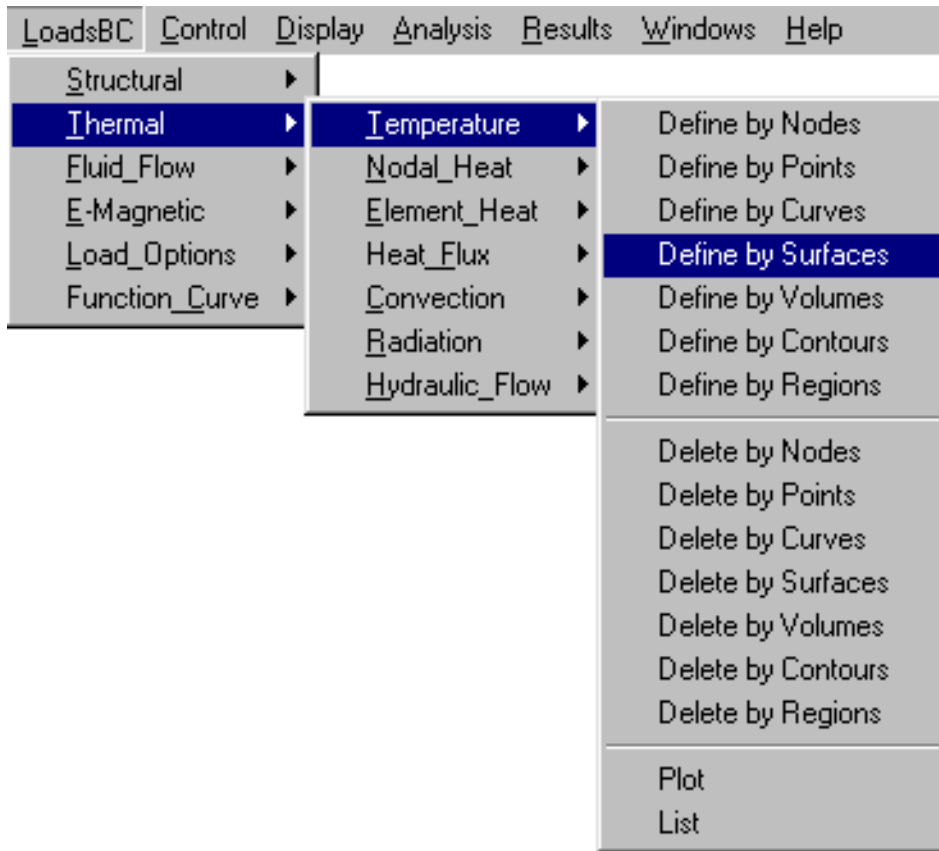 LoadsBC Control Display Analysis Results Windows Help
Structural
Thermal
Fluid_Flow
E-Magnetic
Load_Options
Function_Curve
Temperature
Nodal_Heat
Element_Heat
Heat_Flux
Convection
Radiation
Hydraulic_Flow
Define by Nodes
Define by Points
Define by Curves
Define by Surfaces
Define by Volumes
Define by Contours
Define by Regions
Delete by Nodes
Delete by Points
Delete by Curves
Delete by Surfaces
Delete by Volumes
Delete by Contours
Delete by Regions
Plot
List